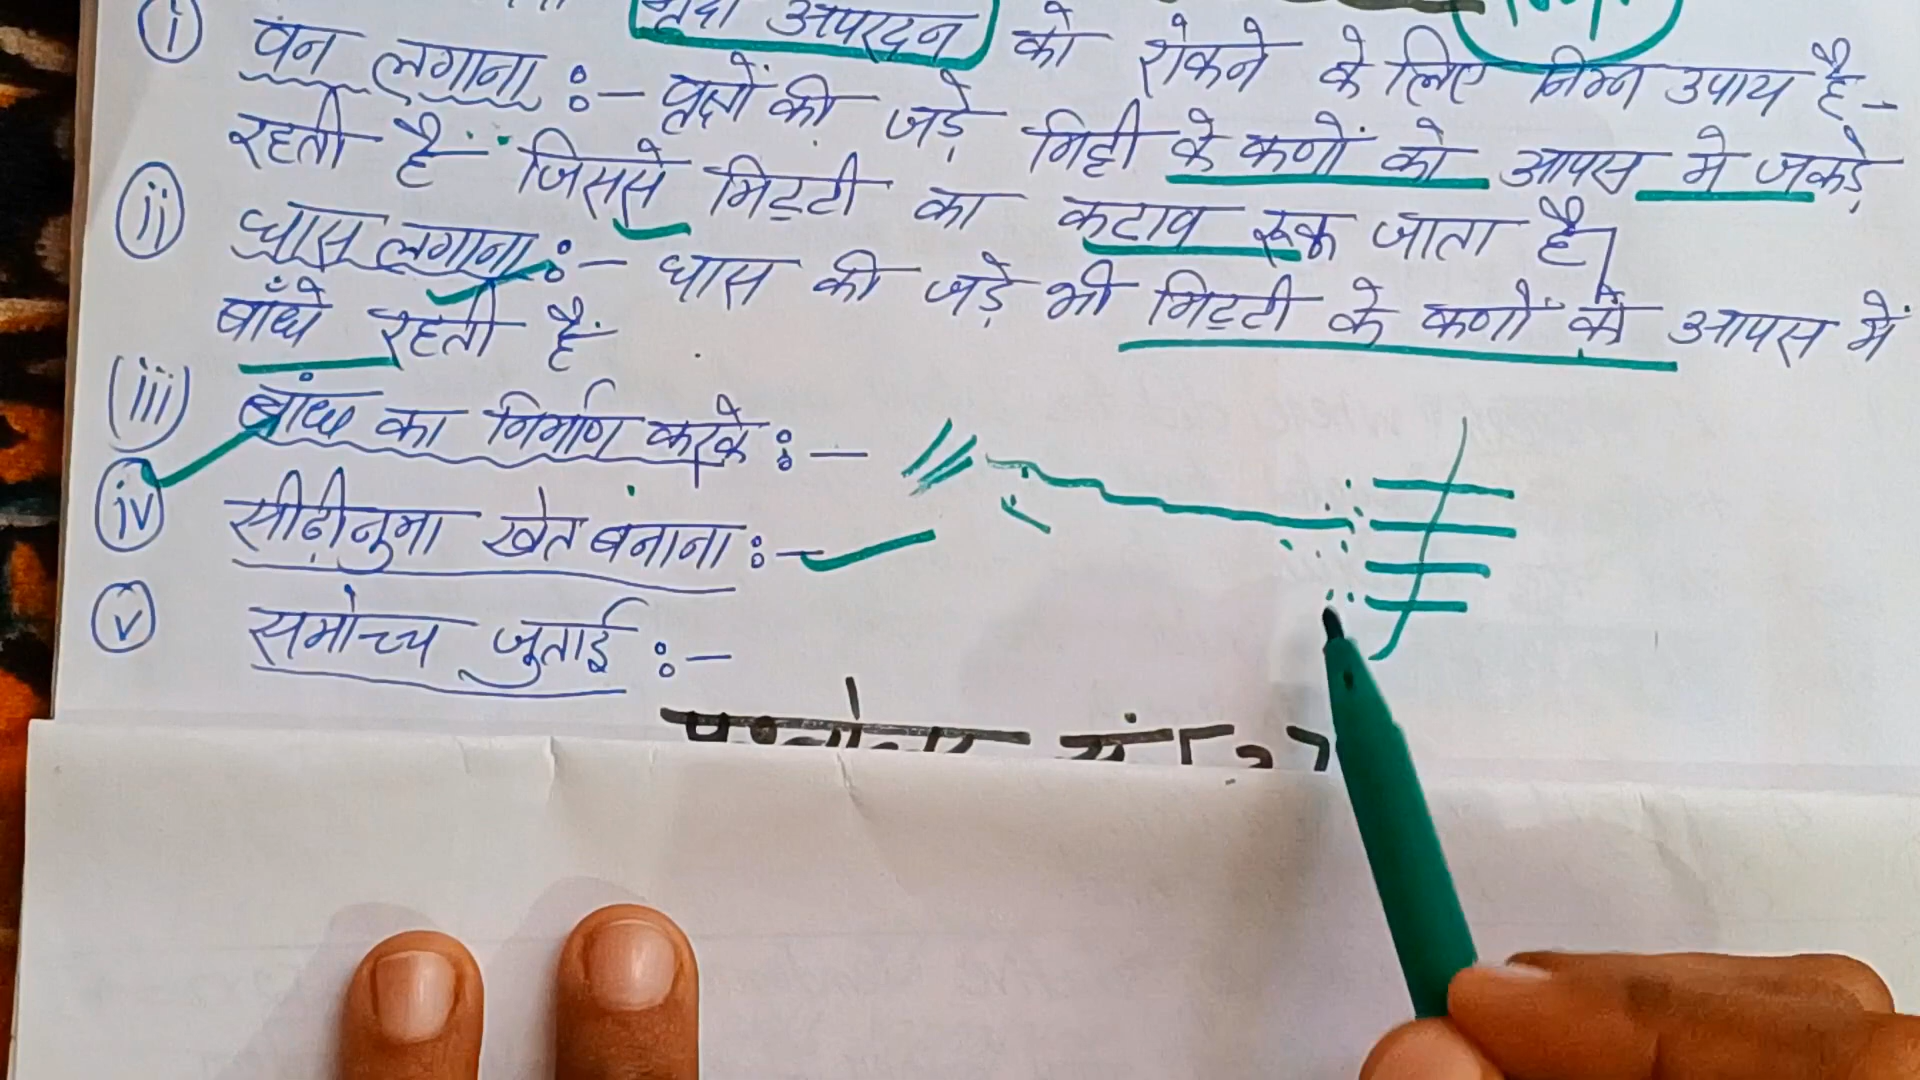 मृदा अपरदन को रोकने के लिए निम्न उपाय है-
(i) वन लगाना :- वृक्षों की जड़े मिट्टी के कणों को आपस मे जकड़े
रहती है जिससे मिट्टी का कटाव रूक जाता है।
(ii) घास लगाना :- घास की जड़े भी मिट्टी के कणों को आपस में
बाँधे रहती है
(iii) बांध का निर्माण करके :-
(iv) सीढ़ीनुमा खेत बनाना :-
(v) समोच्च जुताई :-